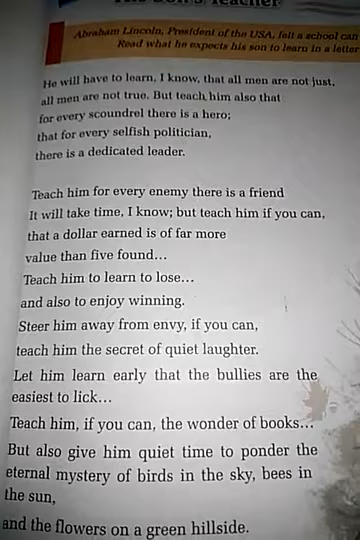 Son's Teacher
Abraham Lincoln, President of the USA, felt a school can
Read what he expects his son to learn in a letter
He will have to learn, I know, that all men are not just,
all men are not true. But teach him also that
for every scoundrel there is a hero;
that for every selfish politician,
there is a dedicated leader.
Teach him for every enemy there is a friend
It will take time, I know; but teach him if you can,
that a dollar earned is of far more
value than five found...
Teach him to learn to lose...
and also to enjoy winning.
Steer him away from envy, if you can,
teach him the secret of quiet laughter.
Let him learn early that the bullies are the
easiest to lick...
Teach him, if you can, the wonder of books...
But also give him quiet time to ponder the
eternal mystery of birds in the sky, bees in
the sun,
and the flowers on a green hillside.